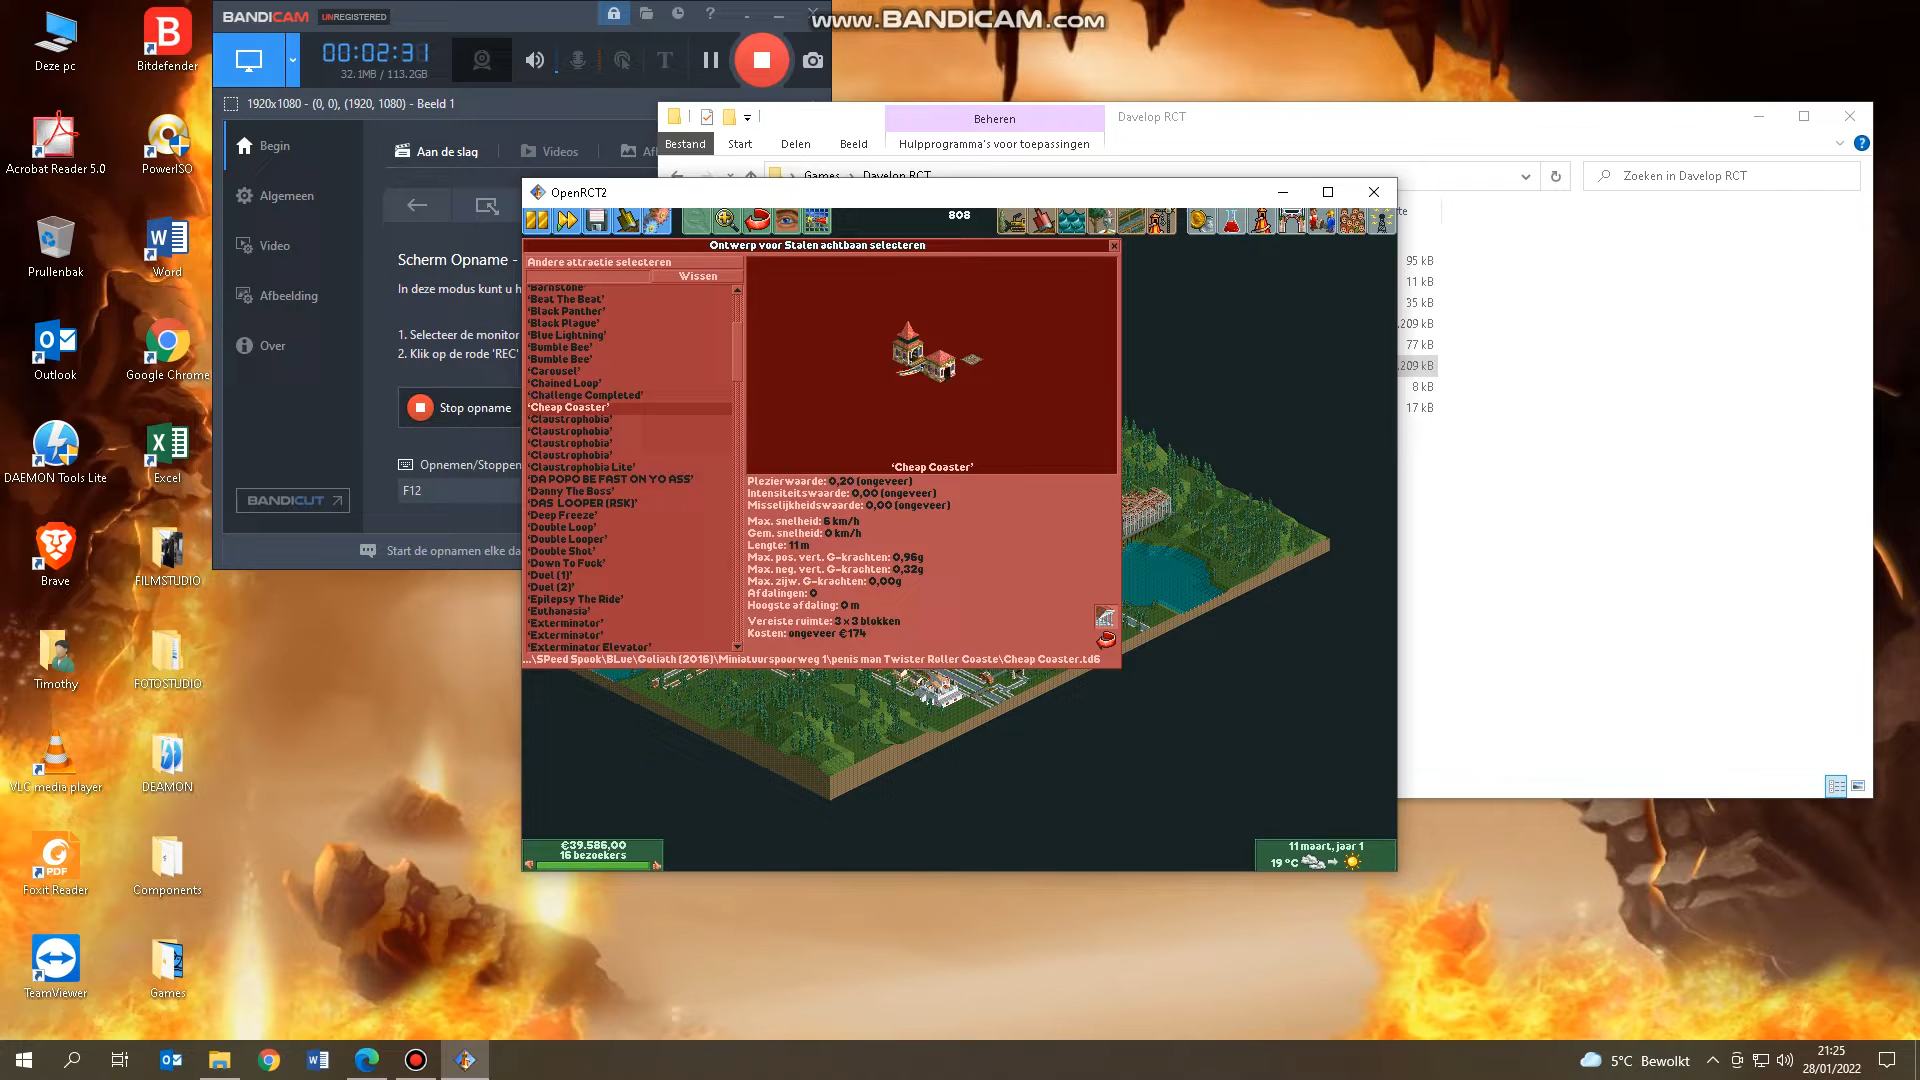 www.BANDICAM.com
Deze pc
Bitdefender
Acrobat Reader 5.0
PowerISO
Prullenbak
Word
Outlook
Google Chrome
DAEMON Tools Lite
Excel
Brave
FILMSTUDIO
Timothy
FOTOSTUDIO
VLC media player
DEAMON
Foxit Reader
Components
TeamViewer
Games
BANDICAM UNREGISTERED
00:02:31
32.1MB / 113.2GB
1920x1080 - (0, 0), (1920, 1080) - Beeld 1
Begin
Algemeen
Video
Afbeelding
Over
BANDICUT
Aan de slag
Videos
Scherm Opname -
In deze modus kunt u h
1. Selecteer de monitor
2. Klik op de rode 'REC'
Stop opname
Opnemen/Stoppen
F12
Start de opnamen elke da
Beheren
Davelop RCT
Bestand
Start
Delen
Beeld
Hulpprogramma's voor toepassingen
Games
Davelop RCT
Zoeken in Davelop RCT
95 kB
11 kB
35 kB
.209 kB
77 kB
.209 kB
8 kB
17 kB
OpenRCT2
808
Ontwerp voor Stalen achtbaan selecteren
Andere attractie selecteren
Wissen
'Barnstone'
'Beat The Beat'
'Black Panther'
'Black Plague'
'Blue Lightning'
'Bumble Bee'
'Bumble Bee'
'Carousel'
'Chained Loop'
'Challenge Completed'
'Cheap Coaster'
'Claustrophobia'
'Claustrophobia'
'Claustrophobia'
'Claustrophobia'
'Claustrophobia Lite'
'DA POPO BE FAST ON YO ASS'
'Danny The Boss'
'DAS LOOPER (RSK)'
'Deep Freeze'
'Double Loop'
'Double Looper'
'Double Shot'
'Down To Fuck'
'Duel (1)'
'Duel (2)'
'Epilepsy The Ride'
'Euthanasia'
'Exterminator'
'Exterminator'
'Exterminator Elevator'
'Cheap Coaster'
Plezierwaarde: 0,20 (ongeveer)
Intensiteitswaarde: 0,00 (ongeveer)
Misselijkheidswaarde: 0,00 (ongeveer)
Max. snelheid: 6 km/h
Gem. snelheid: 0 km/h
Lengte: 11 m
Max. pos. vert. G-krachten: 0,96g
Max. neg. vert. G-krachten: 0,32g
Max. zijw. G-krachten: 0,00g
Afdalingen: 0
Hoogste afdaling: 0 m
Vereiste ruimte: 3 × 3 blokken
Kosten: ongeveer €174
...\SPeed Spook\BLue\Goliath (2016)\Miniatuurspoorweg 1\penis man Twister Roller Coaste\Cheap Coaster.td6
€39.586,00
16 bezoekers
11 maart, jaar 1
19 °C
5°C Bewolkt
21:25
28/01/2022